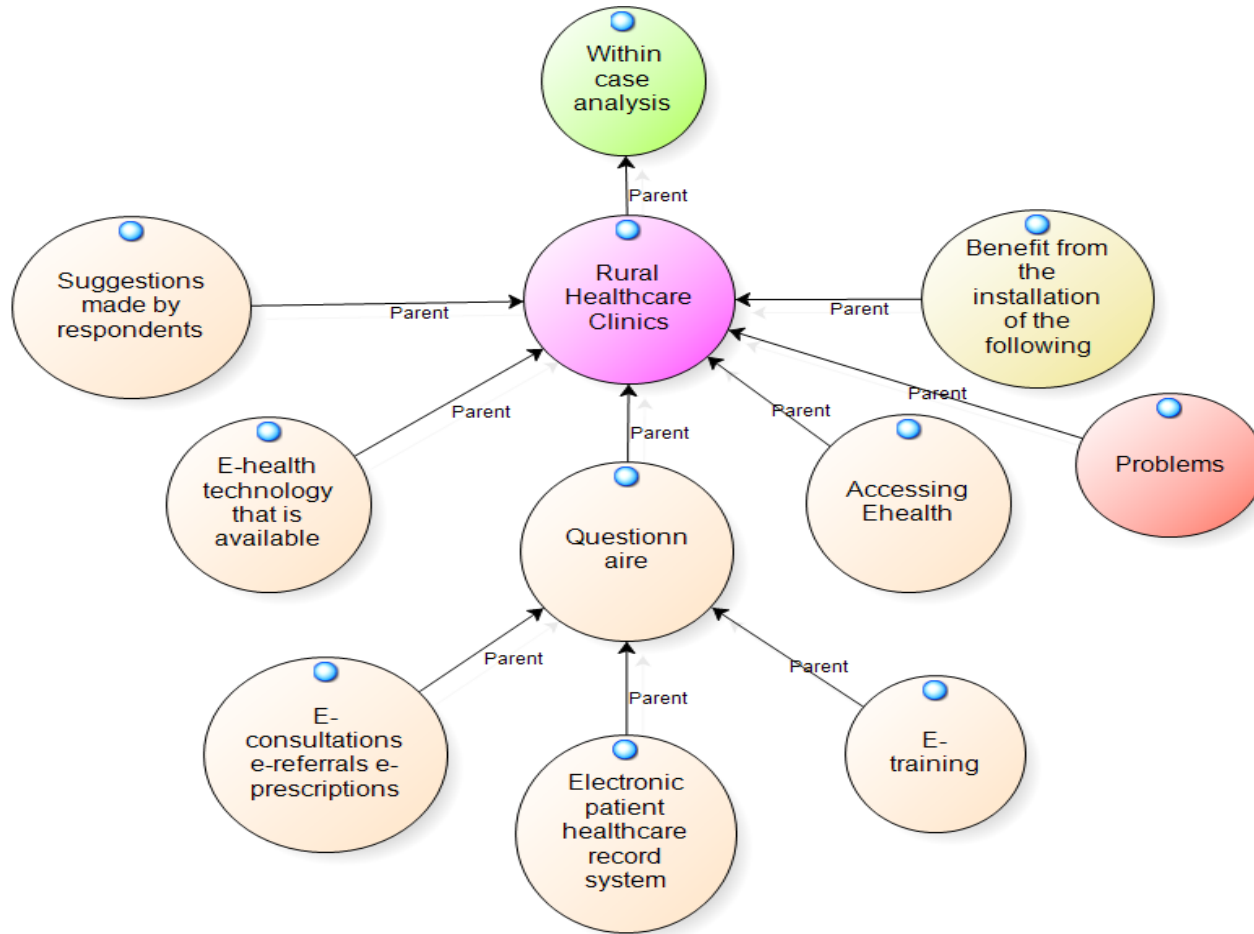 Within
case
analysis
Parent
Suggestions
made by
respondents
Parent
Rural
Healthcare
Clinics
Parent
Benefit from
the
installation
of the
following
Parent
E-health
technology
that is
available
Parent
Questionn
aire
Parent
Accessing
Ehealth
Parent
Problems
Parent
E-
consultations
e-referrals e-
prescriptions
Parent
Electronic
patient
healthcare
record
system
Parent
E-
training